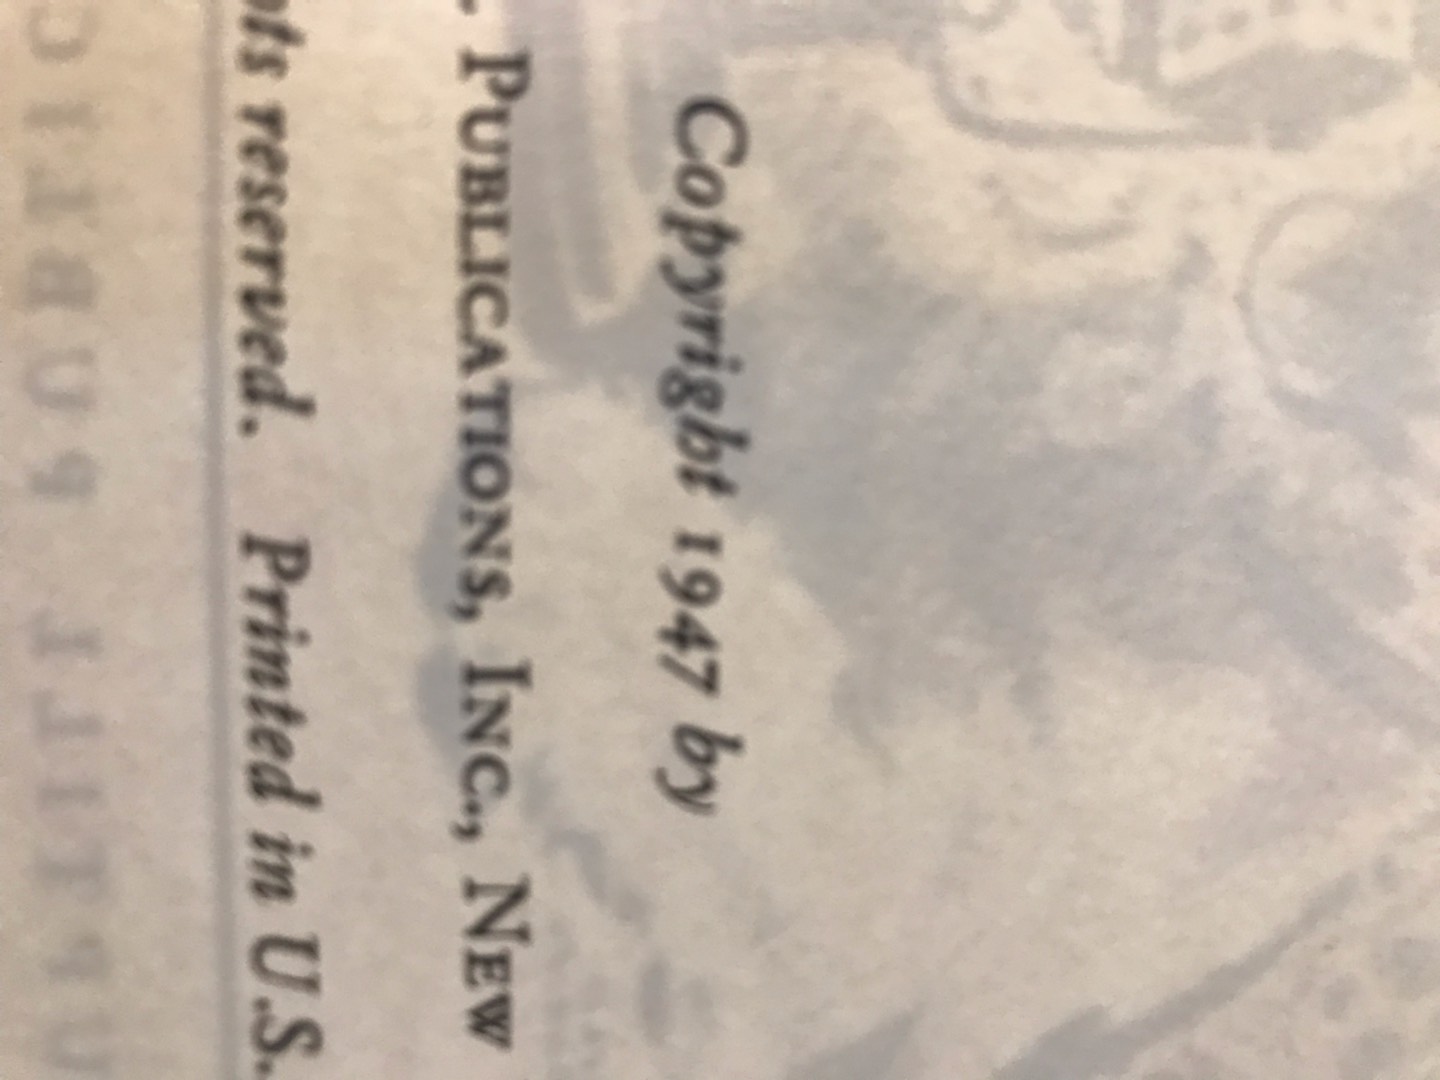 Copyright 1947 by
Publications, Inc., New
reserved. Printed in U.S.